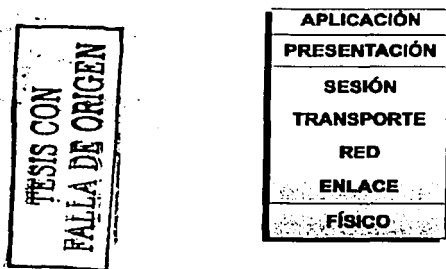 TESIS CON
FALLA DE ORIGEN
APLICACIÓN
PRESENTACIÓN
SESIÓN
TRANSPORTE
RED
ENLACE
FÍSICO